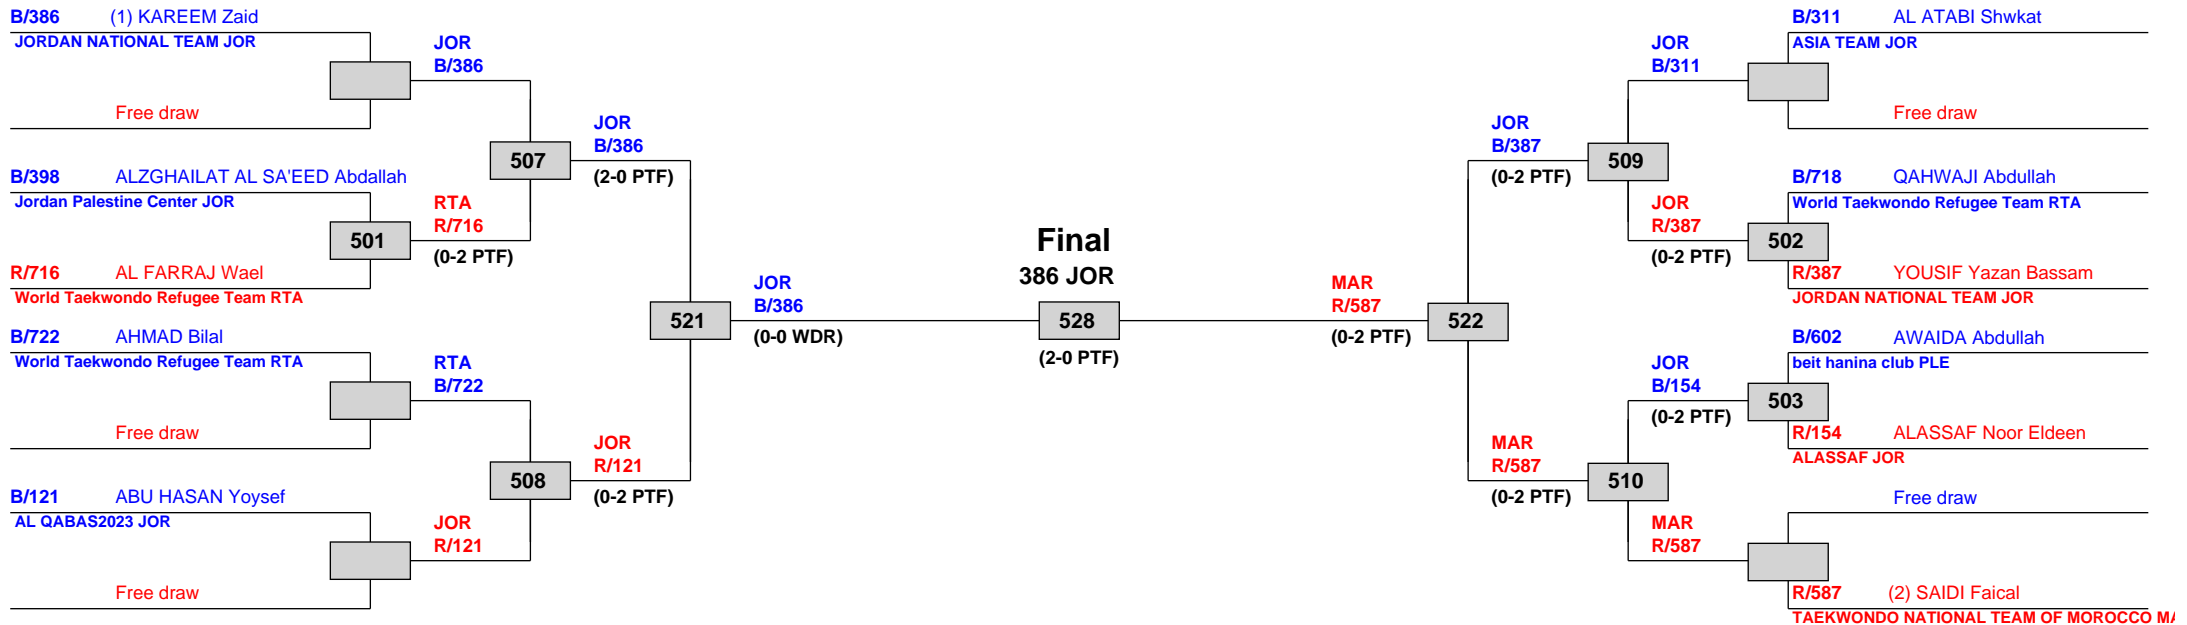 B/386 (1) KAREEM Zaid
JORDAN NATIONAL TEAM JOR
Free draw
B/398 ALZGHAILAT AL SA'EED Abdallah
Jordan Palestine Center JOR
501
R/716 AL FARRAJ Wael
World Taekwondo Refugee Team RTA
B/722 AHMAD Bilal
World Taekwondo Refugee Team RTA
Free draw
B/121 ABU HASAN Yoysef
AL QABAS2023 JOR
Free draw
JOR
B/386
507
RTA
R/716
(0-2 PTF)
RTA
B/722
508
JOR
R/121
JOR
B/386
(2-0 PTF)
521
JOR
R/121
(0-2 PTF)
JOR
B/386
(0-0 WDR)
Final
386 JOR
528
(2-0 PTF)
MAR
R/587
(0-2 PTF)
522
JOR
B/387
(0-2 PTF)
MAR
R/587
(0-2 PTF)
JOR
B/311
509
JOR
R/387
(0-2 PTF)
JOR
B/154
(0-2 PTF)
510
MAR
R/587
B/311 AL ATABI Shwkat
ASIA TEAM JOR
Free draw
B/718 QAHWAJI Abdullah
World Taekwondo Refugee Team RTA
502
R/387 YOUSIF Yazan Bassam
JORDAN NATIONAL TEAM JOR
B/602 AWAIDA Abdullah
beit hanina club PLE
503
R/154 ALASSAF Noor Eldeen
ALASSAF JOR
Free draw
R/587 (2) SAIDI Faical
TAEKWONDO NATIONAL TEAM OF MOROCCO